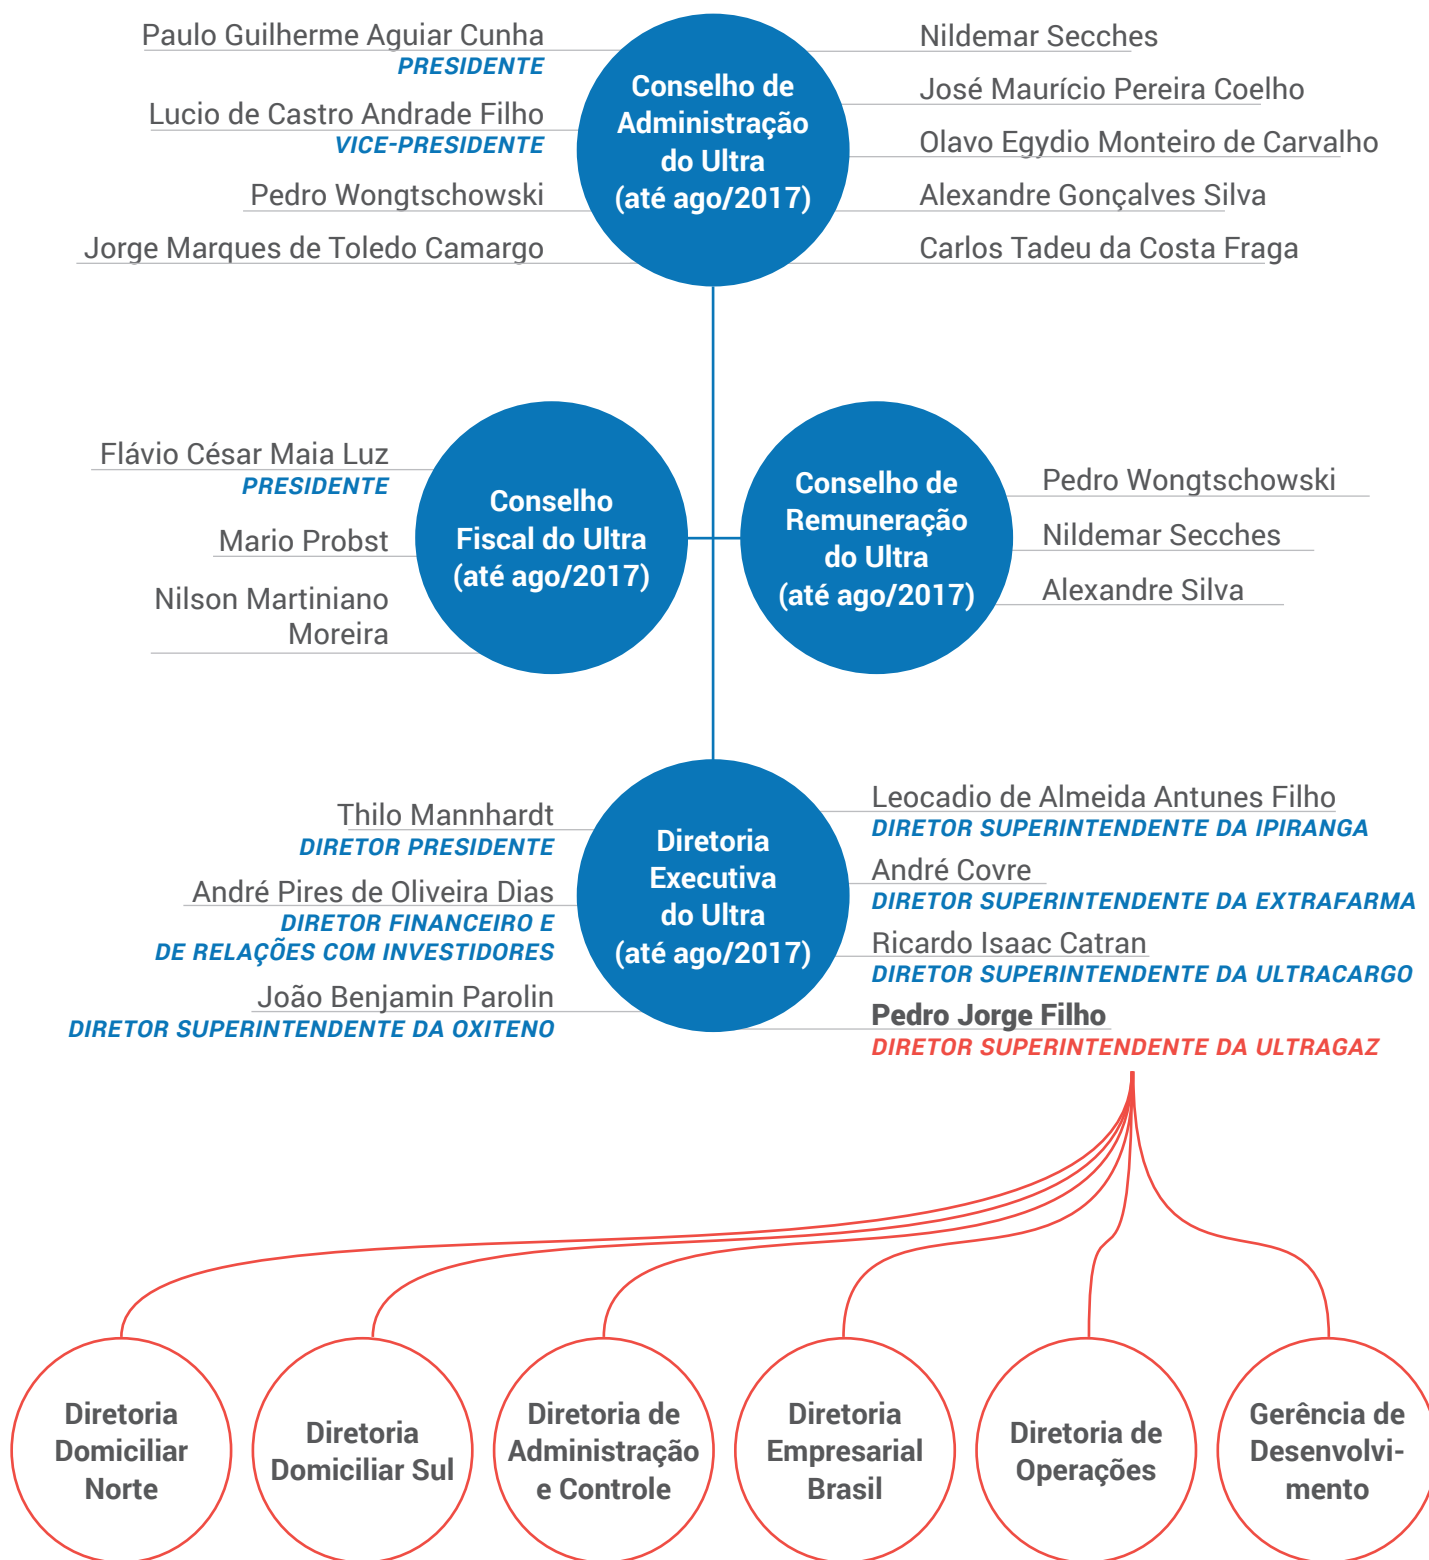 Paulo Guilherme Aguiar Cunha
PRESIDENTE
Lucio de Castro Andrade Filho
VICE-PRESIDENTE
Pedro Wongtschowski
Jorge Marques de Toledo Camargo
Conselho de
Administração
do Ultra
(até ago/2017)
Nildemar Secches
José Maurício Pereira Coelho
Olavo Egydio Monteiro de Carvalho
Alexandre Gonçalves Silva
Carlos Tadeu da Costa Fraga
Flávio César Maia Luz
PRESIDENTE
Mario Probst
Nilson Martiniano
Moreira
Conselho
Fiscal do Ultra
(até ago/2017)
Conselho de
Remuneração
do Ultra
(até ago/2017)
Pedro Wongtschowski
Nildemar Secches
Alexandre Silva
Thilo Mannhardt
DIRETOR PRESIDENTE
André Pires de Oliveira Dias
DIRETOR FINANCEIRO E
DE RELAÇÕES COM INVESTIDORES
João Benjamin Parolin
DIRETOR SUPERINTENDENTE DA OXITENO
Diretoria
Executiva
do Ultra
(até ago/2017)
Leocadio de Almeida Antunes Filho
DIRETOR SUPERINTENDENTE DA IPIRANGA
André Covre
DIRETOR SUPERINTENDENTE DA EXTRAFARMA
Ricardo Isaac Catran
DIRETOR SUPERINTENDENTE DA ULTRACARGO
Pedro Jorge Filho
DIRETOR SUPERINTENDENTE DA ULTRAGAZ
Diretoria
Domiciliar
Norte
Diretoria
Domiciliar Sul
Diretoria de
Administração
e Controle
Diretoria
Empresarial
Brasil
Diretoria de
Operações
Gerência de
Desenvolvi-
mento